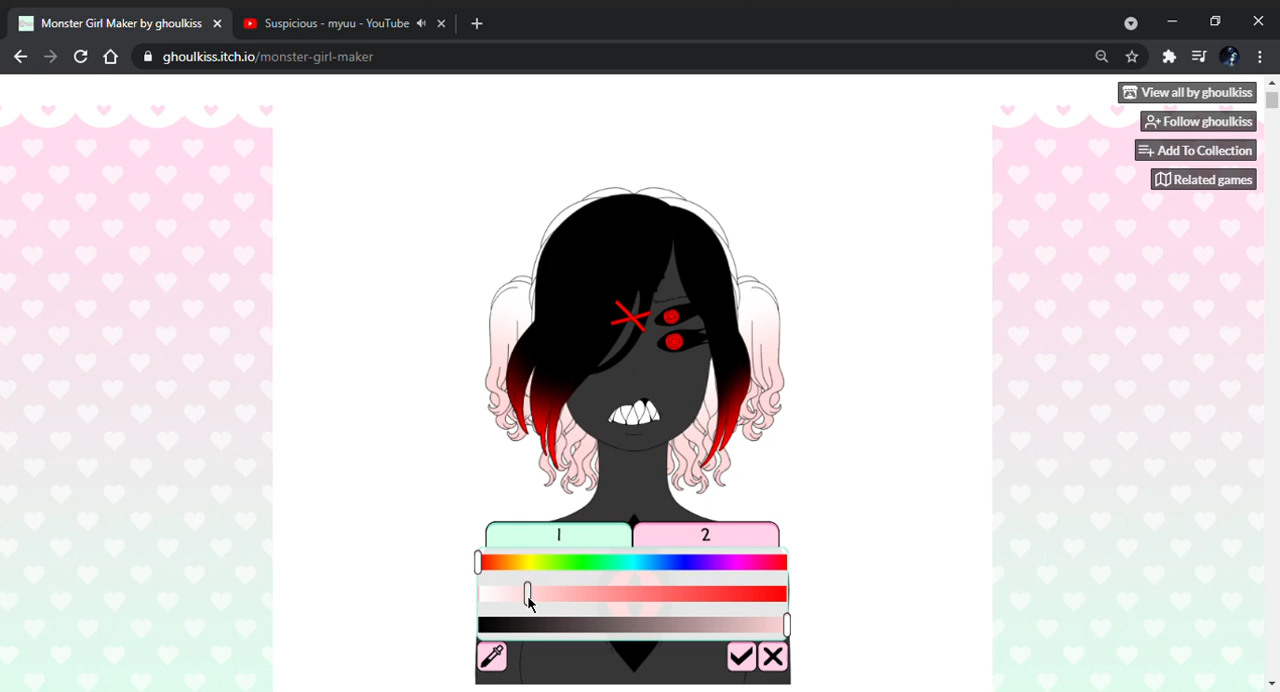 Monster Girl Maker by ghoulkiss
Suspicious - myuu - YouTube
ghoulkiss.itch.io/monster-girl-maker
View all by ghoulkiss
Follow ghoulkiss
Add To Collection
Related games
1
2